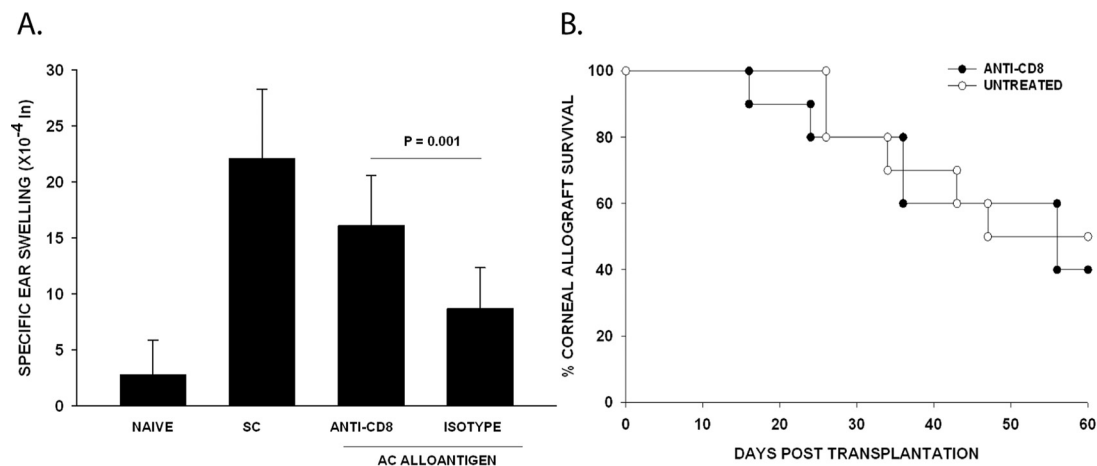 A.
30
25
20
15
10
5
0
SPECIFIC EAR SWELLING (X10⁻⁴ In)
P = 0.001
NAIVE
SC
ANTI-CD8
ISOTYPE
AC ALLOANTIGEN
B.
100
80
60
40
20
0
% CORNEAL ALLOGRAFT SURVIVAL
ANTI-CD8
UNTREATED
0 10 20 30 40 50 60
DAYS POST TRANSPLANTATION